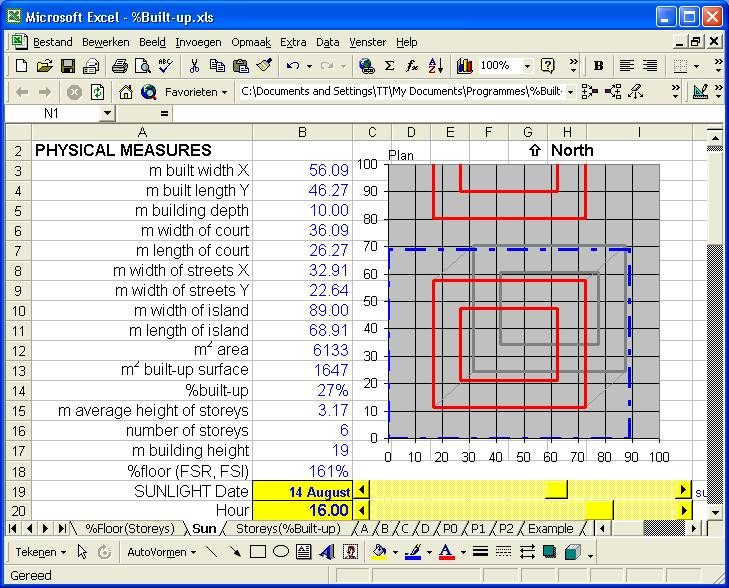 Microsoft Excel - %Built-up.xls
Bestand Bewerken Beeld Invoegen Opmaak Extra Data Venster Help
100% B
Favorieten C:\Documents and Settings\TT\My Documents\Programmes\%Built-
N1 =
A B C D E F G H I
2 PHYSICAL MEASURES Plan North
3 m built width X 56.09
4 m built length Y 46.27
5 m building depth 10.00
6 m width of court 36.09
7 m length of court 26.27
8 m width of streets X 32.91
9 m width of streets Y 22.64
10 m width of island 89.00
11 m length of island 68.91
12 m² area 6133
13 m² built-up surface 1647
14 %built-up 27%
15 m average height of storeys 3.17
16 number of storeys 6
17 m building height 19
18 %floor (FSR, FSI) 161%
19 SUNLIGHT Date 14 August su
20 Hour 16.00
100
90
80
70
60
50
40
30
20
10
0
0 10 20 30 40 50 60 70 80 90 100
%Floor(Storeys) Sun Storeys(%Built-up) A B C D P0 P1 P2 Example
Tekenen AutoVormen
Gereed